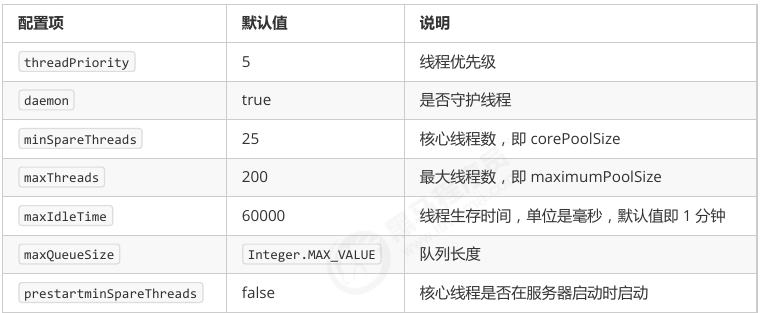 配置项 默认值 说明
threadPriority 5 线程优先级
daemon true 是否守护线程
minSpareThreads 25 核心线程数，即 corePoolSize
maxThreads 200 最大线程数，即 maximumPoolSize
maxIdleTime 60000 线程生存时间，单位是毫秒，默认值即 1 分钟
maxQueueSize Integer.MAX_VALUE 队列长度
prestartminSpareThreads false 核心线程是否在服务器启动时启动